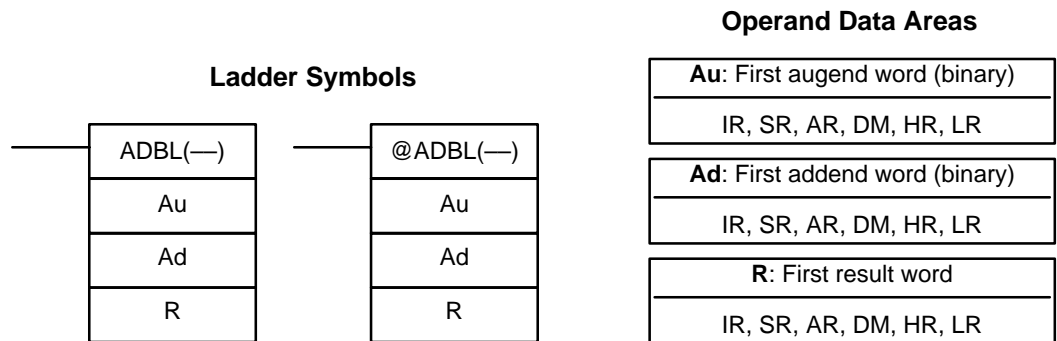 Ladder Symbols
ADBL(––)
Au
Ad
R
@ADBL(––)
Au
Ad
R
Operand Data Areas
Au: First augend word (binary)
IR, SR, AR, DM, HR, LR
Ad: First addend word (binary)
IR, SR, AR, DM, HR, LR
R: First result word
IR, SR, AR, DM, HR, LR